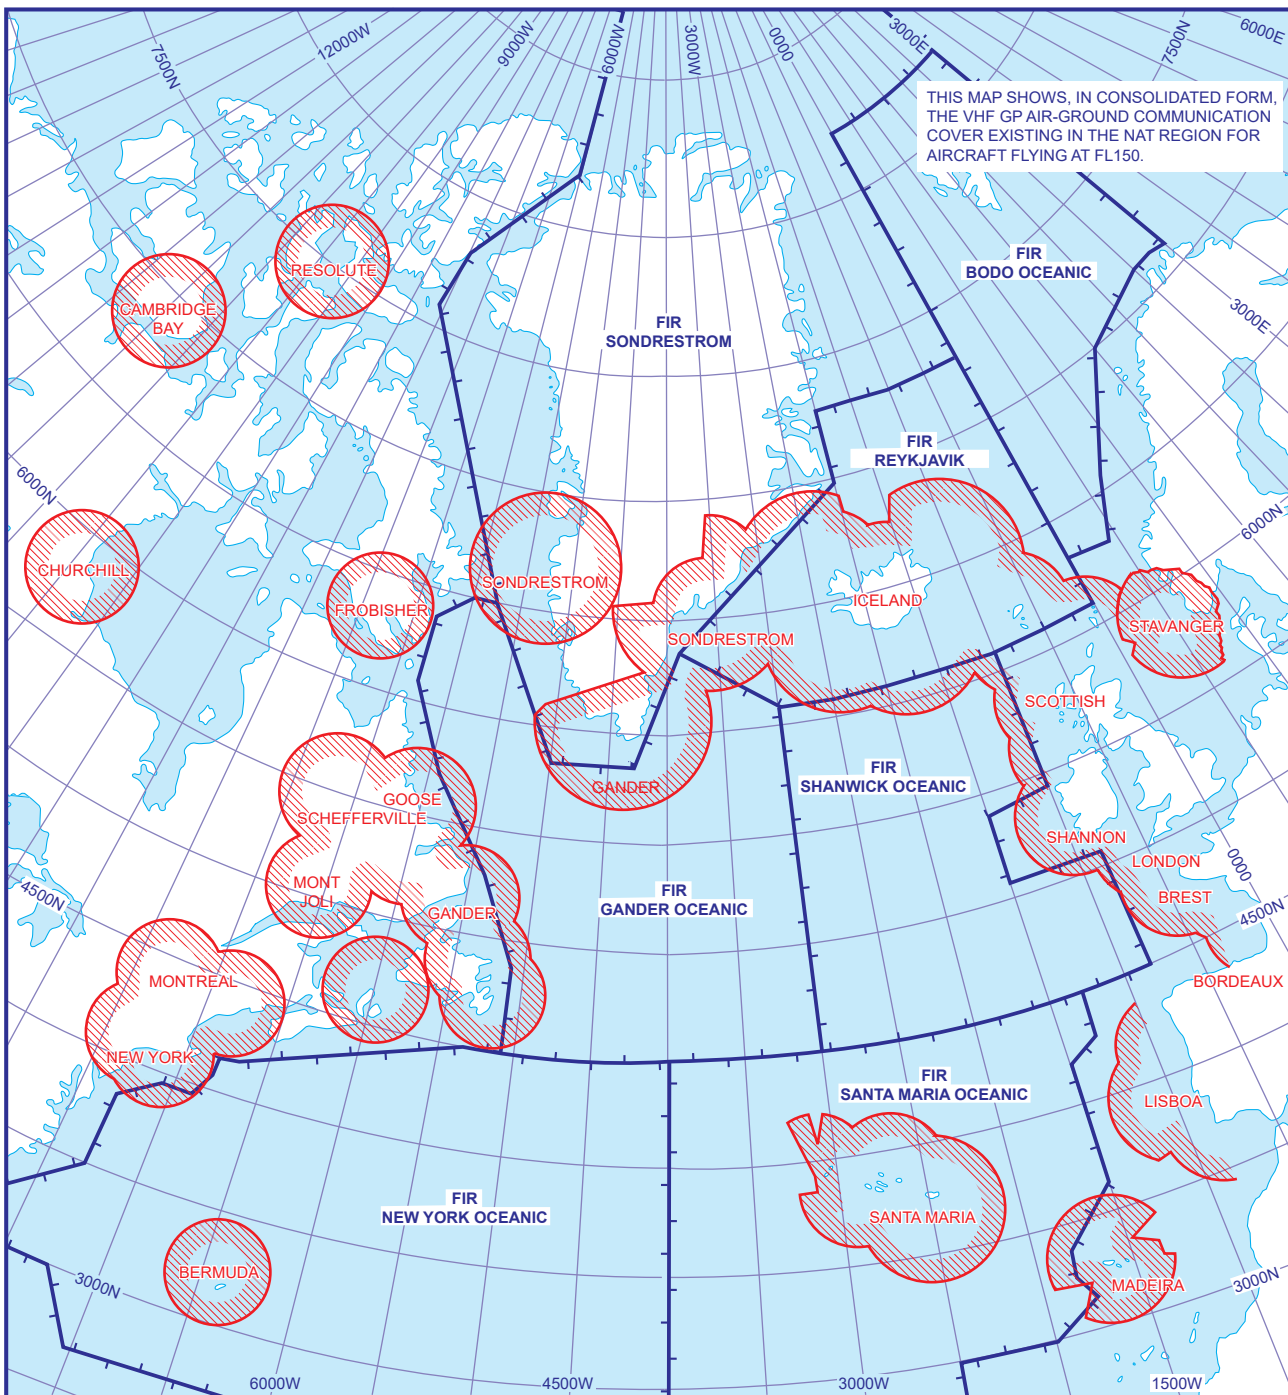 7500N
12000W
9000W
6000W
3000W
0000
3000E
7500N
6000E
THIS MAP SHOWS, IN CONSOLIDATED FORM,
THE VHF GP AIR-GROUND COMMUNICATION
COVER EXISTING IN THE NAT REGION FOR
AIRCRAFT FLYING AT FL150.
FIR
BODO OCEANIC
RESOLUTE
CAMBRIDGE
BAY
FIR
SONDRESTROM
3000E
FIR
REYKJAVIK
6000N
6000N
CHURCHILL
FROBISHER
SONDRESTROM
ICELAND
SONDRESTROM
STAVANGER
SCOTTISH
GANDER
FIR
SHANWICK OCEANIC
GOOSE
SCHEFFERVILLE
SHANNON
LONDON
0000
MONT
JOLI
4500N
FIR
GANDER OCEANIC
GANDER
BREST
4500N
MONTREAL
BORDEAUX
NEW YORK
FIR
SANTA MARIA OCEANIC
LISBOA
FIR
NEW YORK OCEANIC
SANTA MARIA
BERMUDA
3000N
MADEIRA
3000N
6000W
4500W
3000W
1500W